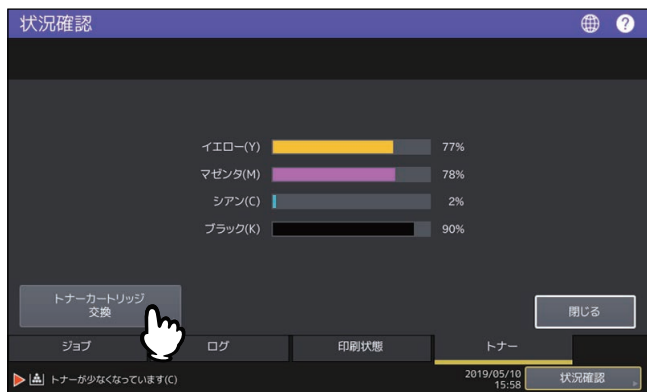 状況確認
?
イエロー(Y) 77%
マゼンタ(M) 78%
シアン(C) 2%
ブラック(K) 90%
トナーカートリッジ
交換
閉じる
ジョブ ログ 印刷状態 トナー
トナーが少なくなっています(C)
2019/05/10
15:58
状況確認